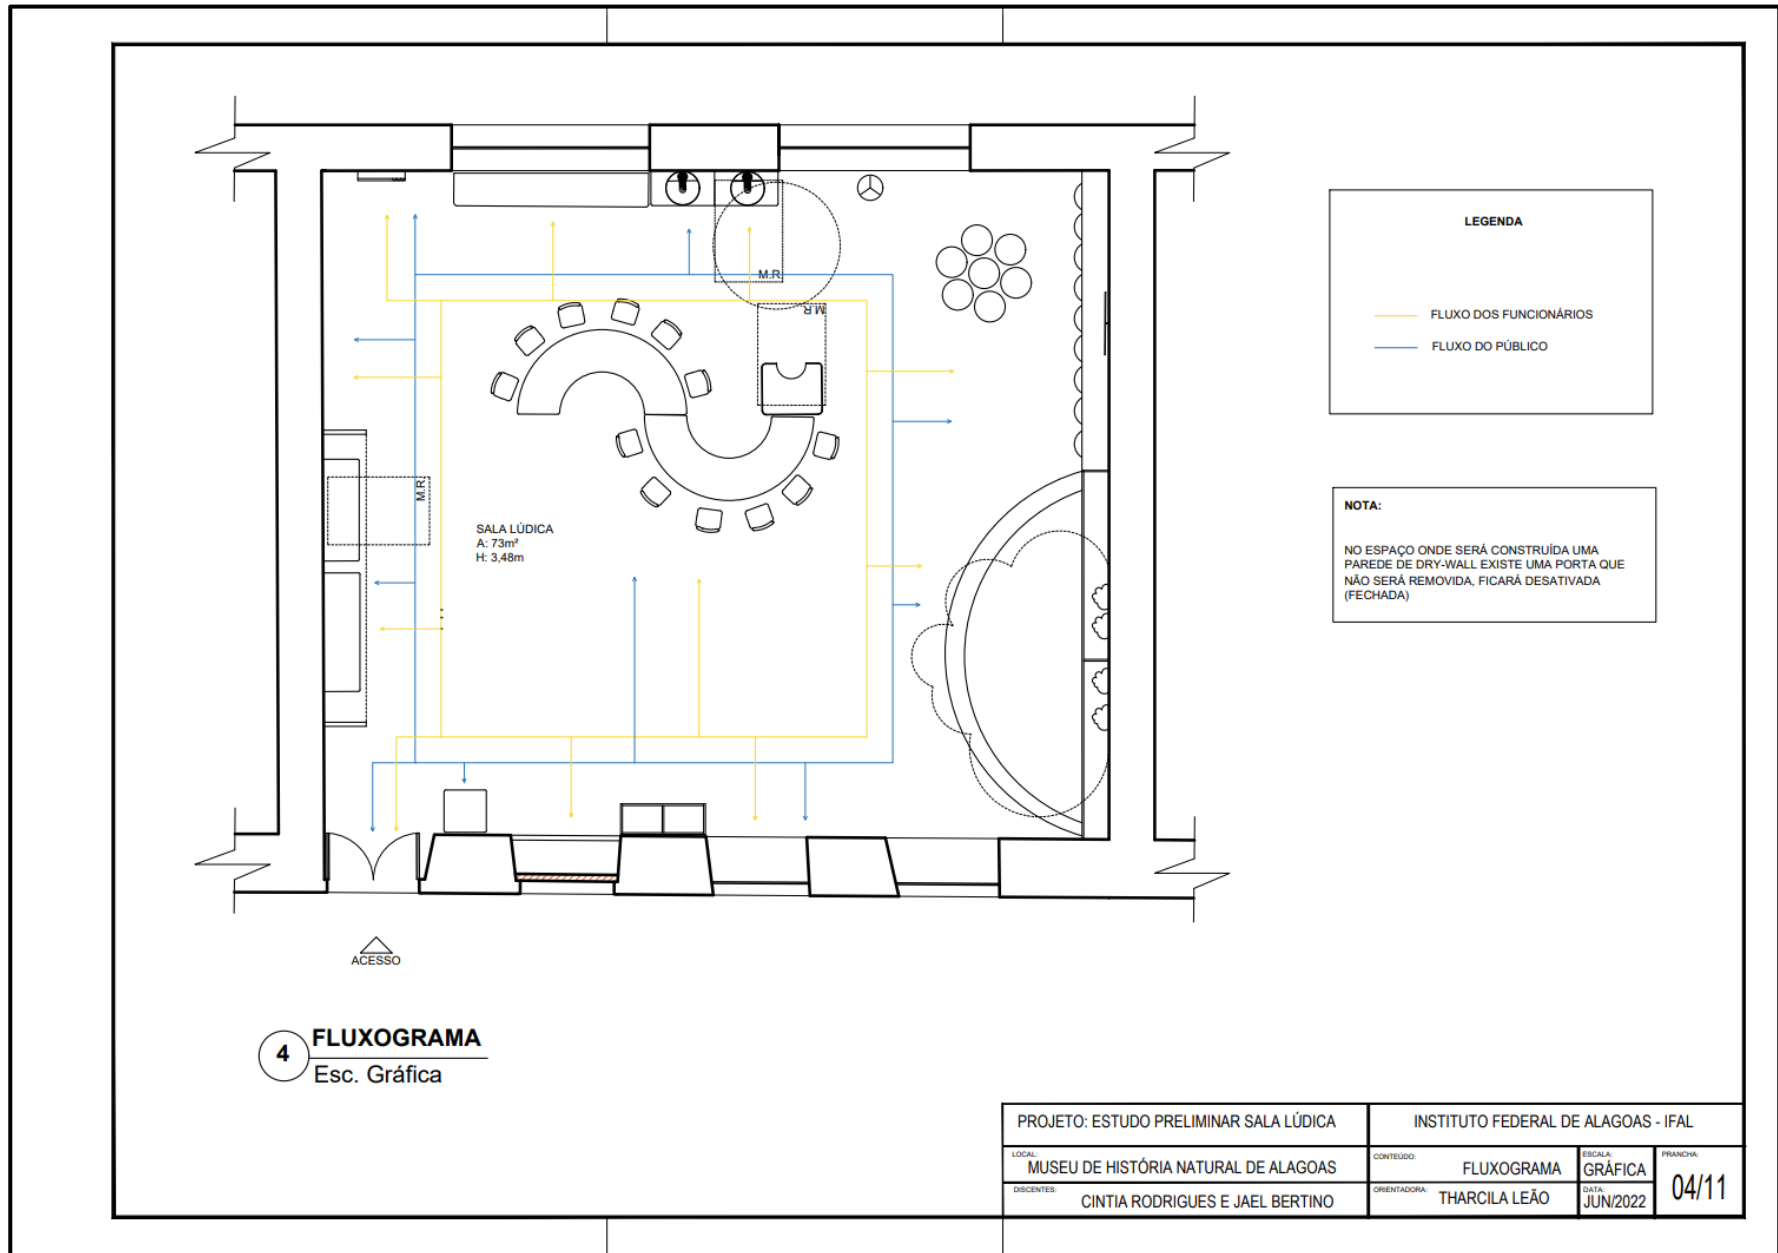 M.R
M.R
M.R.
SALA LÚDICA
A: 73m²
H: 3,48m
ACESSO
4
FLUXOGRAMA
Esc. Gráfica
LEGENDA
FLUXO DOS FUNCIONÁRIOS
FLUXO DO PÚBLICO
NOTA:
NO ESPAÇO ONDE SERÁ CONSTRUÍDA UMA
PAREDE DE DRY-WALL EXISTE UMA PORTA QUE
NÃO SERÁ REMOVIDA, FICARÁ DESATIVADA
(FECHADA)
PROJETO: ESTUDO PRELIMINAR SALA LÚDICA
INSTITUTO FEDERAL DE ALAGOAS - IFAL
LOCAL:
MUSEU DE HISTÓRIA NATURAL DE ALAGOAS
CONTEÚDO:
FLUXOGRAMA
ESCALA:
GRÁFICA
PRANCHA:
04/11
DISCENTES:
CINTIA RODRIGUES E JAEL BERTINO
ORIENTADORA:
THARCILA LEÃO
DATA:
JUN/2022